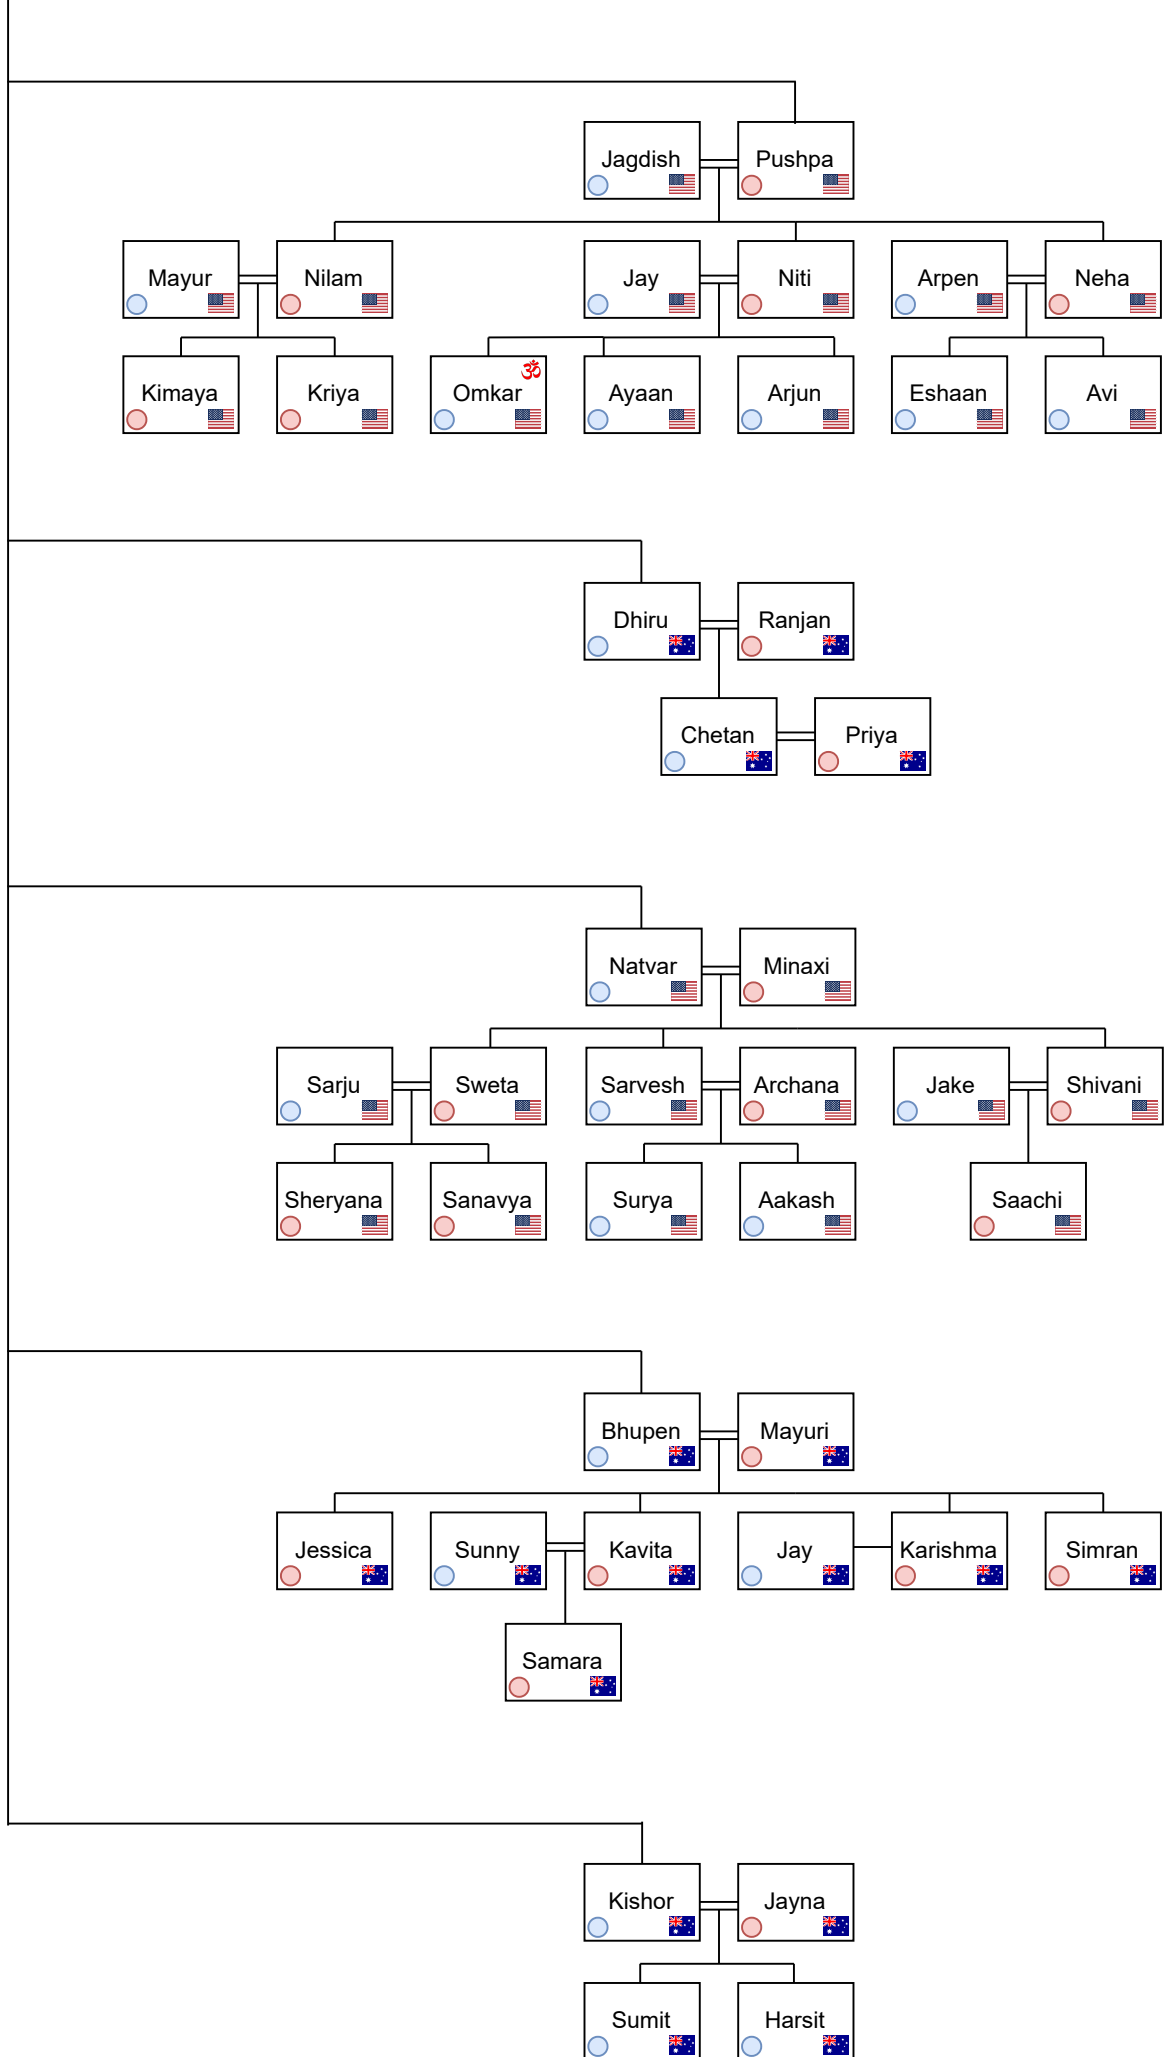 Jagdish
Pushpa
Mayur
Nilam
Jay
Niti
Arpen
Neha
Kimaya
Kriya
ॐ
Omkar
Ayaan
Arjun
Eshaan
Avi
Dhiru
Ranjan
Chetan
Priya
Natvar
Minaxi
Sarju
Sweta
Sarvesh
Archana
Jake
Shivani
Sheryana
Sanavya
Surya
Aakash
Saachi
Bhupen
Mayuri
Jessica
Sunny
Kavita
Jay
Karishma
Simran
Samara
Kishor
Jayna
Sumit
Harsit